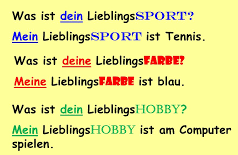 Was ist dein LieblingsSPORT?
Mein LieblingsSPORT ist Tennis.
Was ist deine LieblingsFARBE?
Meine LieblingsFARBE ist blau.
Was ist dein LieblingsHOBBY?
Mein LieblingsHOBBY ist am Computer
spielen.